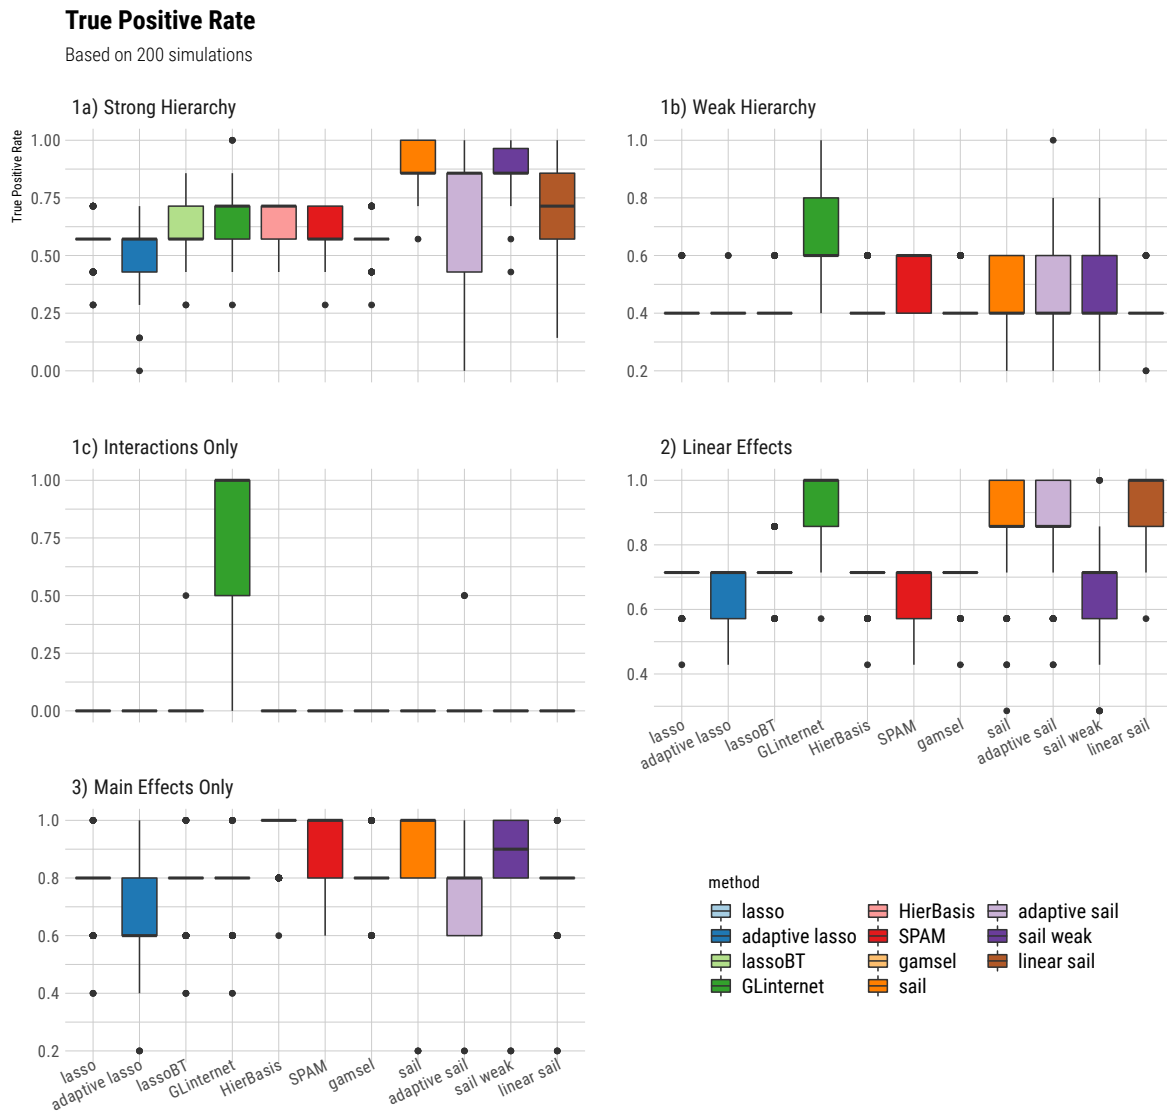 True Positive Rate
Based on 200 simulations
1a) Strong Hierarchy
True Positive Rate
1.00
0.75
0.50
0.25
0.00
1b) Weak Hierarchy
1.0
0.8
0.6
0.4
0.2
1c) Interactions Only
1.00
0.75
0.50
0.25
0.00
2) Linear Effects
1.0
0.8
0.6
0.4
lasso
adaptive lasso
lassoBT
GLinternet
HierBasis
SPAM
gamsel
sail
adaptive sail
sail weak
linear sail
3) Main Effects Only
1.0
0.8
0.6
0.4
0.2
lasso
adaptive lasso
lassoBT
GLinternet
HierBasis
SPAM
gamsel
sail
adaptive sail
sail weak
linear sail
method
lasso
adaptive lasso
lassoBT
GLinternet
HierBasis
SPAM
gamsel
sail
adaptive sail
sail weak
linear sail